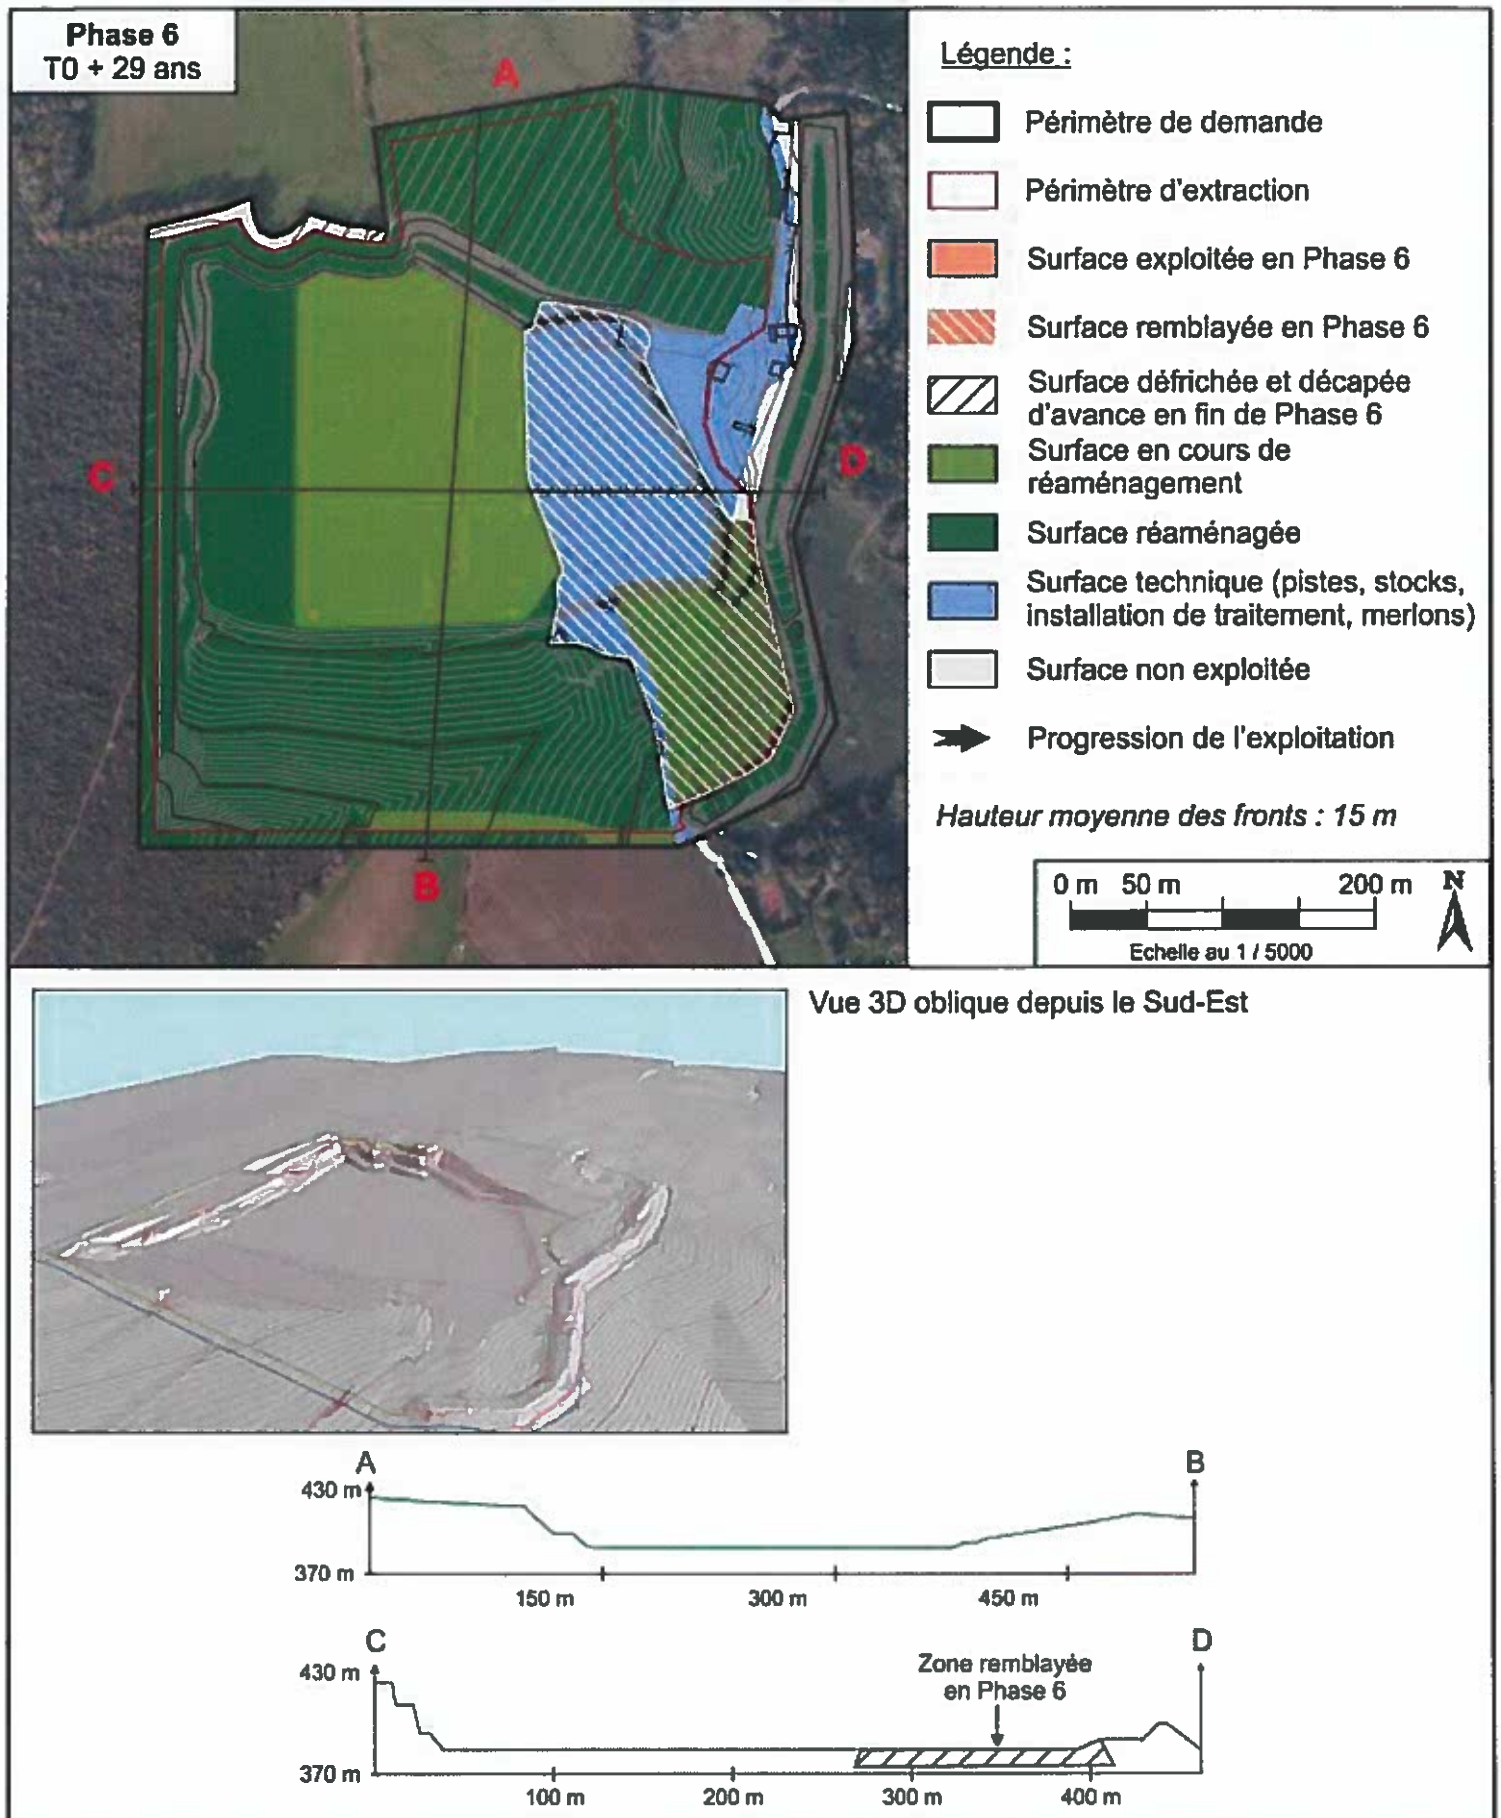 Phase 6
T0 + 29 ans
A
C
D
B
Légende :
Périmètre de demande
Périmètre d'extraction
Surface exploitée en Phase 6
Surface remblayée en Phase 6
Surface défrichée et décapée
d'avance en fin de Phase 6
Surface en cours de
réaménagement
Surface réaménagée
Surface technique (pistes, stocks,
installation de traitement, merlons)
Surface non exploitée
Progression de l'exploitation
Hauteur moyenne des fronts : 15 m
0 m 50 m 200 m N
Echelle au 1 / 5000
Vue 3D oblique depuis le Sud-Est
A B
430 m
370 m
150 m 300 m 450 m
C D
430 m
Zone remblayée
en Phase 6
370 m
100 m 200 m 300 m 400 m